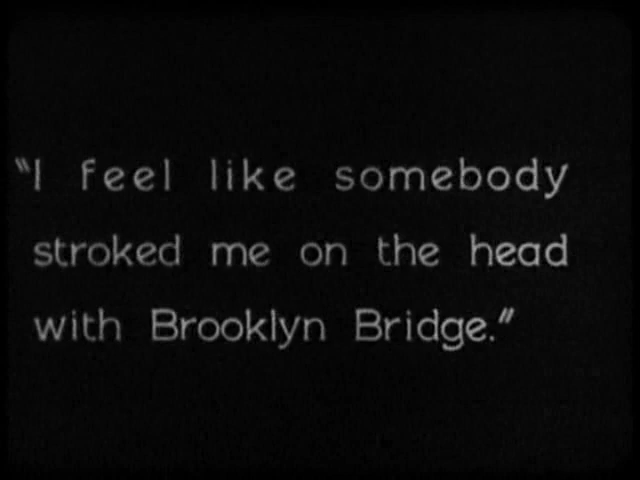 "I feel like somebody
stroked me on the head
with Brooklyn Bridge."